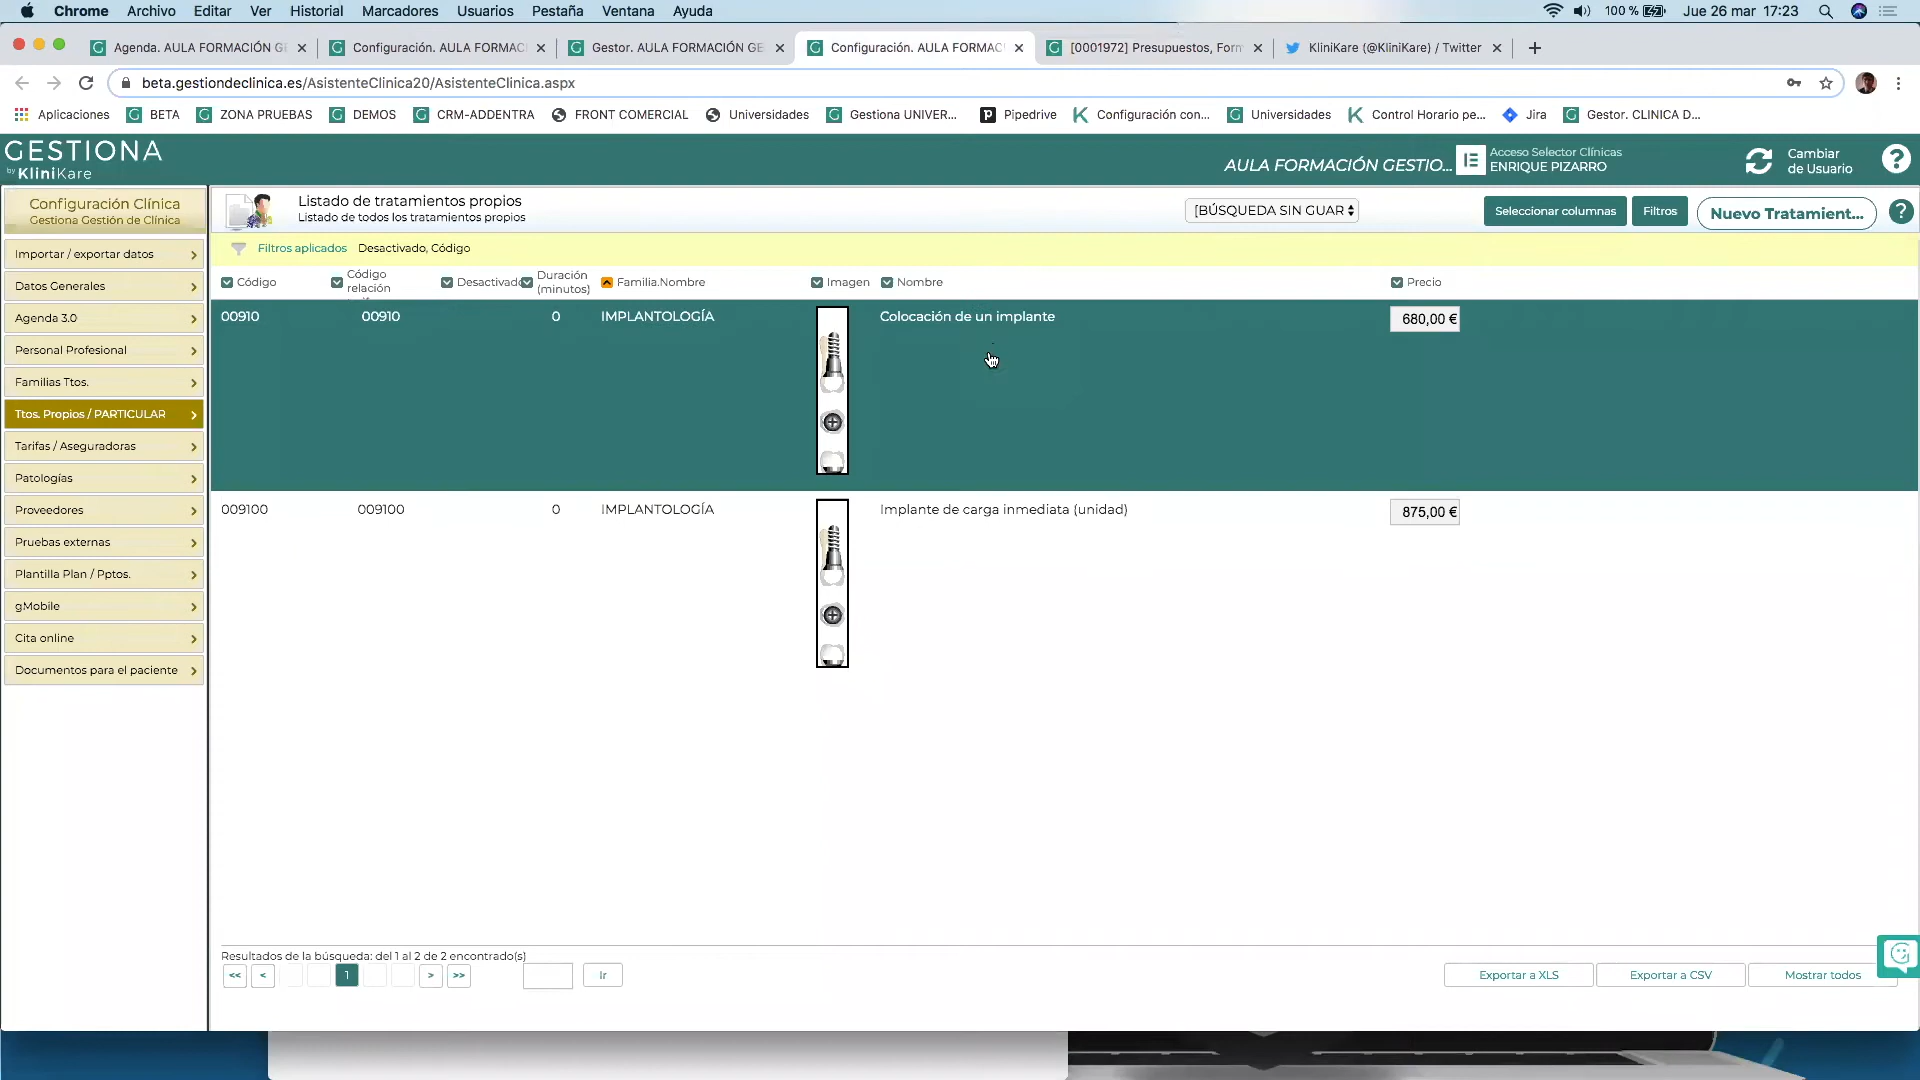 Chrome Archivo Editar Ver Historial Marcadores Usuarios Pestaña Ventana Ayuda 100 % Jue 26 mar 17:23
Agenda. AULA FORMACIÓN GE Configuración. AULA FORMAC Gestor. AULA FORMACIÓN GE Configuración. AULA FORMAC [0001972] Presupuestos, Form KliniKare (@KliniKare) / Twitter
beta.gestiondeclinica.es/AsistenteClinica20/AsistenteClinica.aspx
Aplicaciones BETA ZONA PRUEBAS DEMOS CRM-ADDENTRA FRONT COMERCIAL Universidades Gestiona UNIVER... Pipedrive Configuración con... Universidades Control Horario pe... Jira Gestor. CLINICA D...
GESTIONA
by KliniKare
AULA FORMACIÓN GESTIO...
Acceso Selector Clínicas
ENRIQUE PIZARRO
Cambiar
de Usuario
?
Configuración Clínica
Gestiona Gestión de Clínica
Importar / exportar datos
Datos Generales
Agenda 3.0
Personal Profesional
Familias Ttos.
Ttos. Propios / PARTICULAR
Tarifas / Aseguradoras
Patologías
Proveedores
Pruebas externas
Plantilla Plan / Pptos.
gMobile
Cita online
Documentos para el paciente
Listado de tratamientos propios
Listado de todos los tratamientos propios
[BÚSQUEDA SIN GUAR
Seleccionar columnas
Filtros
Nuevo Tratamient...
?
Filtros aplicados Desactivado, Código
Código
Código
relación
Desactivado
Duración
(minutos)
Familia.Nombre
Imagen
Nombre
Precio
00910 00910 0 IMPLANTOLOGÍA Colocación de un implante 680,00 €
009100 009100 0 IMPLANTOLOGÍA Implante de carga inmediata (unidad) 875,00 €
Resultados de la búsqueda: del 1 al 2 de 2 encontrado(s)
<< < 1 > >> Ir
Exportar a XLS Exportar a CSV Mostrar todos